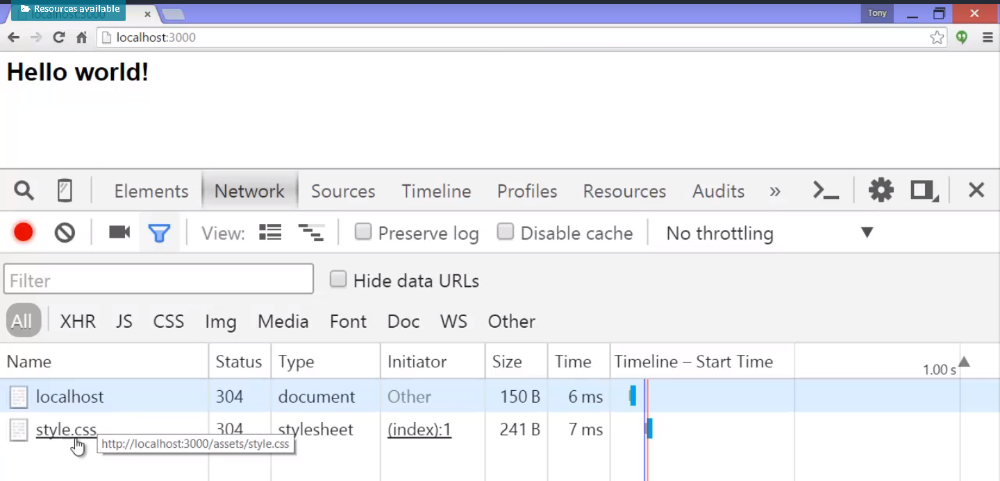 Resources available
localhost:3000
Tony
localhost:3000
Hello world!
Elements Network Sources Timeline Profiles Resources Audits »
View: Preserve log Disable cache No throttling
Filter Hide data URLs
All XHR JS CSS Img Media Font Doc WS Other
Name Status Type Initiator Size Time Timeline – Start Time 1.00 s
localhost 304 document Other 150 B 6 ms
style.css 304 stylesheet (index):1 241 B 7 ms
http://localhost:3000/assets/style.css